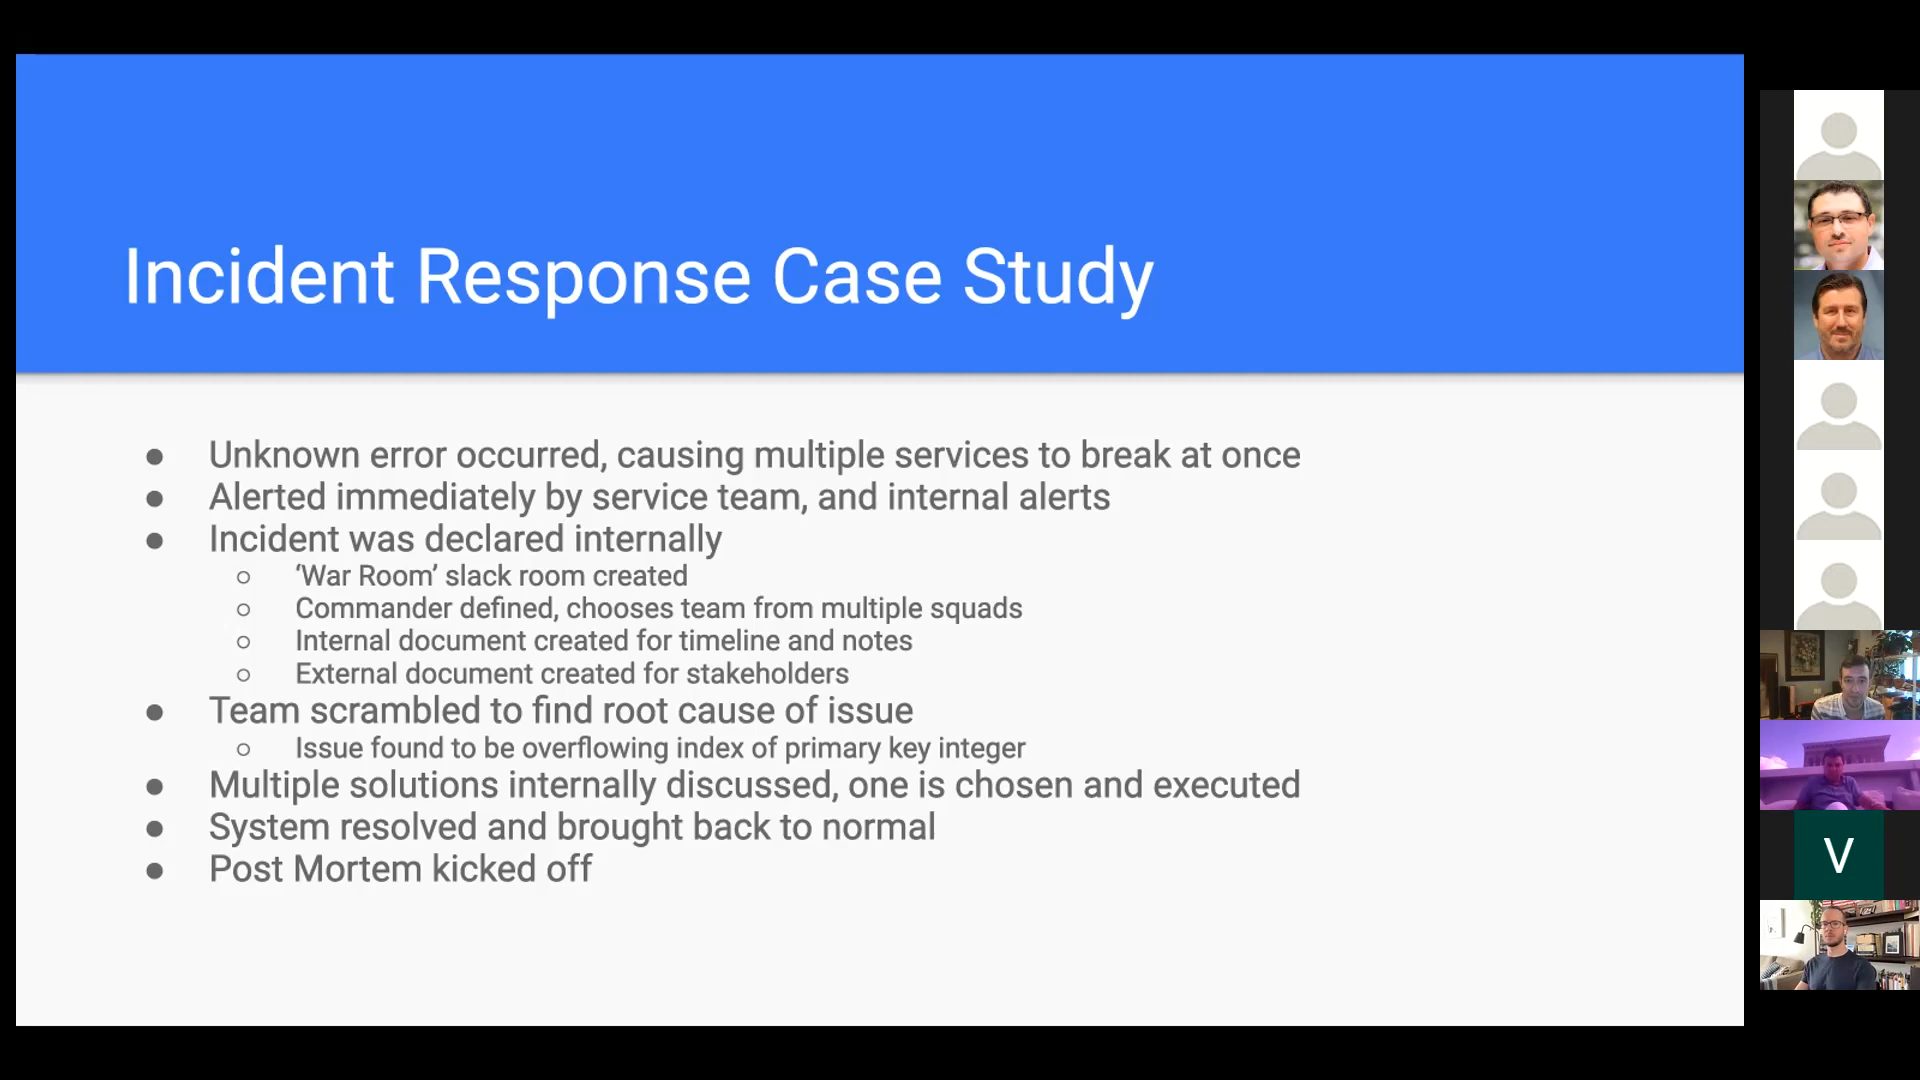 Incident Response Case Study
● Unknown error occurred, causing multiple services to break at once
● Alerted immediately by service team, and internal alerts
● Incident was declared internally
○ ‘War Room’ slack room created
○ Commander defined, chooses team from multiple squads
○ Internal document created for timeline and notes
○ External document created for stakeholders
● Team scrambled to find root cause of issue
○ Issue found to be overflowing index of primary key integer
● Multiple solutions internally discussed, one is chosen and executed
● System resolved and brought back to normal
● Post Mortem kicked off
V